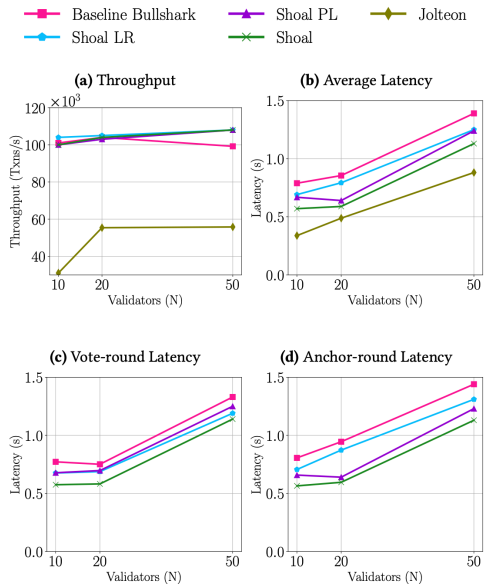 Baseline Bullshark
Shoal PL
Jolteon
Shoal LR
Shoal
(a) Throughput
(b) Average Latency
×10³
120
100
80
60
40
Throughput (Txns/s)
10
20
50
Validators (N)
1.5
1.0
0.5
0.0
Latency (s)
10
20
50
Validators (N)
(c) Vote-round Latency
(d) Anchor-round Latency
1.5
1.0
0.5
0.0
Latency (s)
10
20
50
Validators (N)
1.5
1.0
0.5
0.0
Latency (s)
10
20
50
Validators (N)